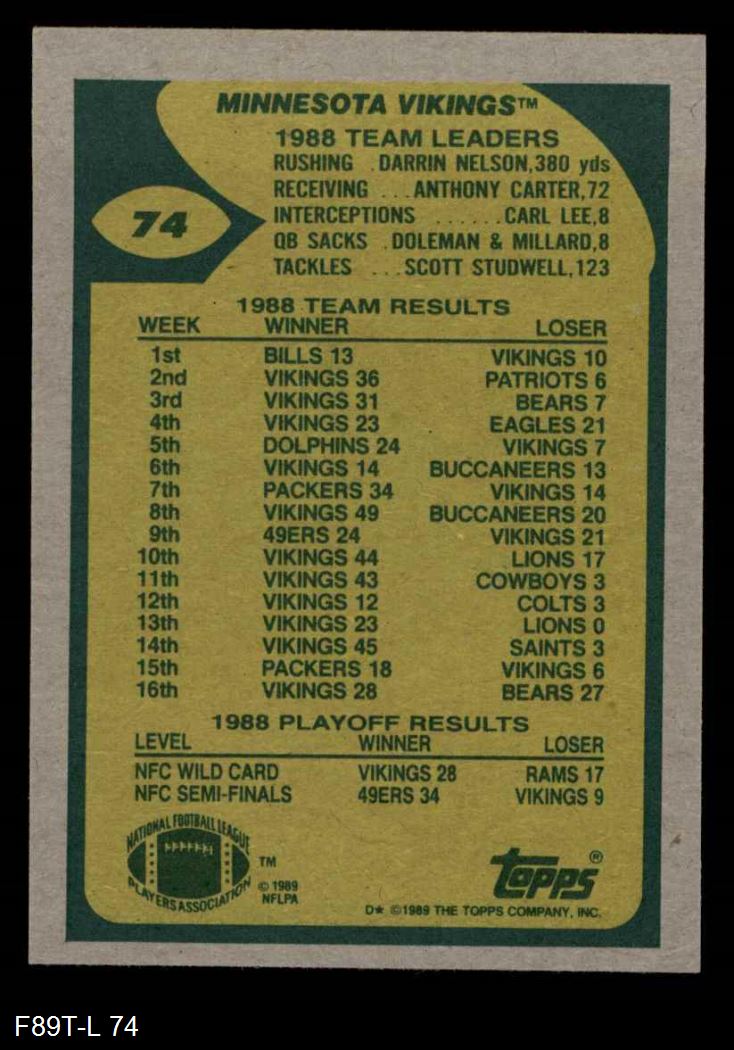 MINNESOTA VIKINGS™
1988 TEAM LEADERS
RUSHING .DARRIN NELSON,380 yds
RECEIVING ...ANTHONY CARTER,72
74
INTERCEPTIONS ......CARL LEE,8
QB SACKS .DOLEMAN & MILLARD,8
TACKLES ...SCOTT STUDWELL,123
1988 TEAM RESULTS
WEEK WINNER LOSER
1st BILLS 13 VIKINGS 10
2nd VIKINGS 36 PATRIOTS 6
3rd VIKINGS 31 BEARS 7
4th VIKINGS 23 EAGLES 21
5th DOLPHINS 24 VIKINGS 7
6th VIKINGS 14 BUCCANEERS 13
7th PACKERS 34 VIKINGS 14
8th VIKINGS 49 BUCCANEERS 20
9th 49ERS 24 VIKINGS 21
10th VIKINGS 44 LIONS 17
11th VIKINGS 43 COWBOYS 3
12th VIKINGS 12 COLTS 3
13th VIKINGS 23 LIONS 0
14th VIKINGS 45 SAINTS 3
15th PACKERS 18 VIKINGS 6
16th VIKINGS 28 BEARS 27
1988 PLAYOFF RESULTS
LEVEL WINNER LOSER
NFC WILD CARD VIKINGS 28 RAMS 17
NFC SEMI-FINALS 49ERS 34 VIKINGS 9
NATIONAL FOOTBALL LEAGUE
PLAYERS ASSOCIATION
TM
© 1989
NFLPA
topps®
D* ©1989 THE TOPPS COMPANY, INC.
F89T-L 74